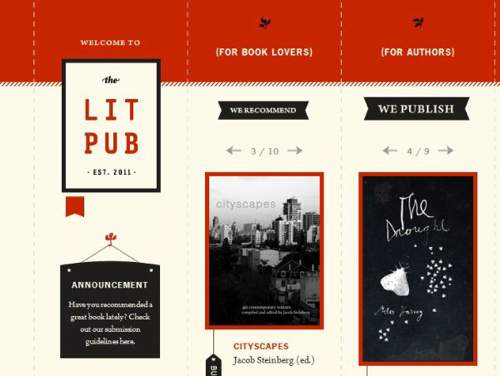 WELCOME TO
the
LIT
PUB
· EST. 2011 ·
ANNOUNCEMENT
Have you recommended a
great book lately? Check
out our submission
guidelines here.
{FOR BOOK LOVERS}
WE RECOMMEND
3 / 10
cityscapes
CITYSCAPES
Jacob Steinberg (ed.)
BU
{FOR AUTHORS}
WE PUBLISH
4 / 9
The
Drought